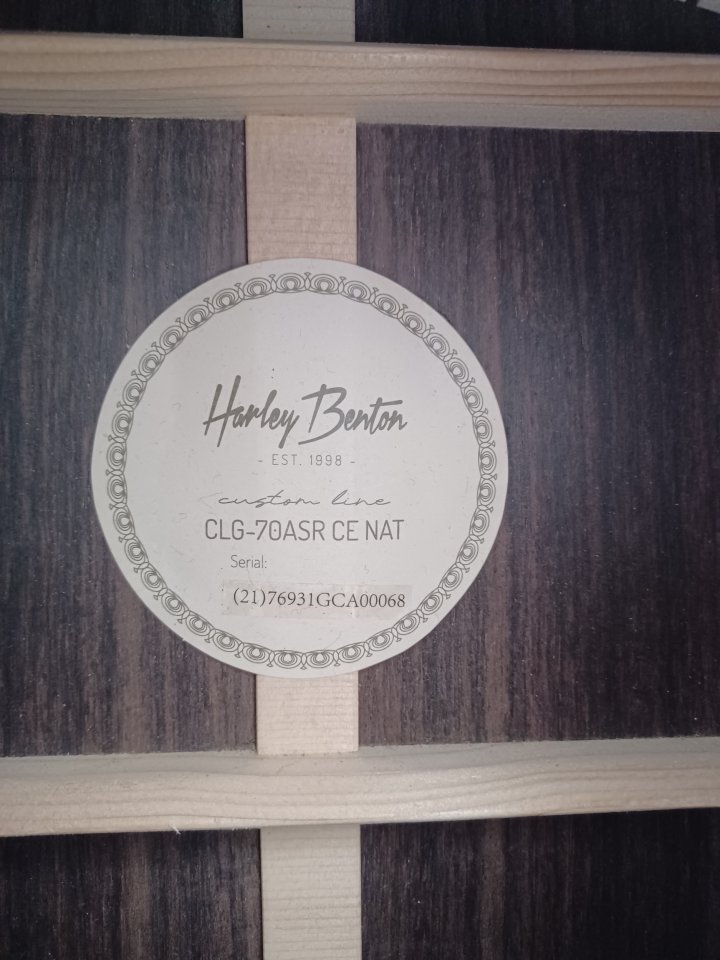 Harley Benton
- EST. 1998 -
custom line
CLG-70ASR CE NAT
Serial:
(21)76931GCA00068